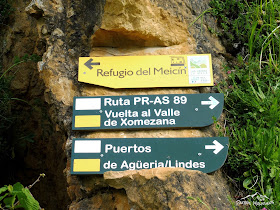 Refugio del Meicín
Ruta PR-AS 89
Vuelta al Valle
de Xomezana
Puertos
de Agüeria/Lindes